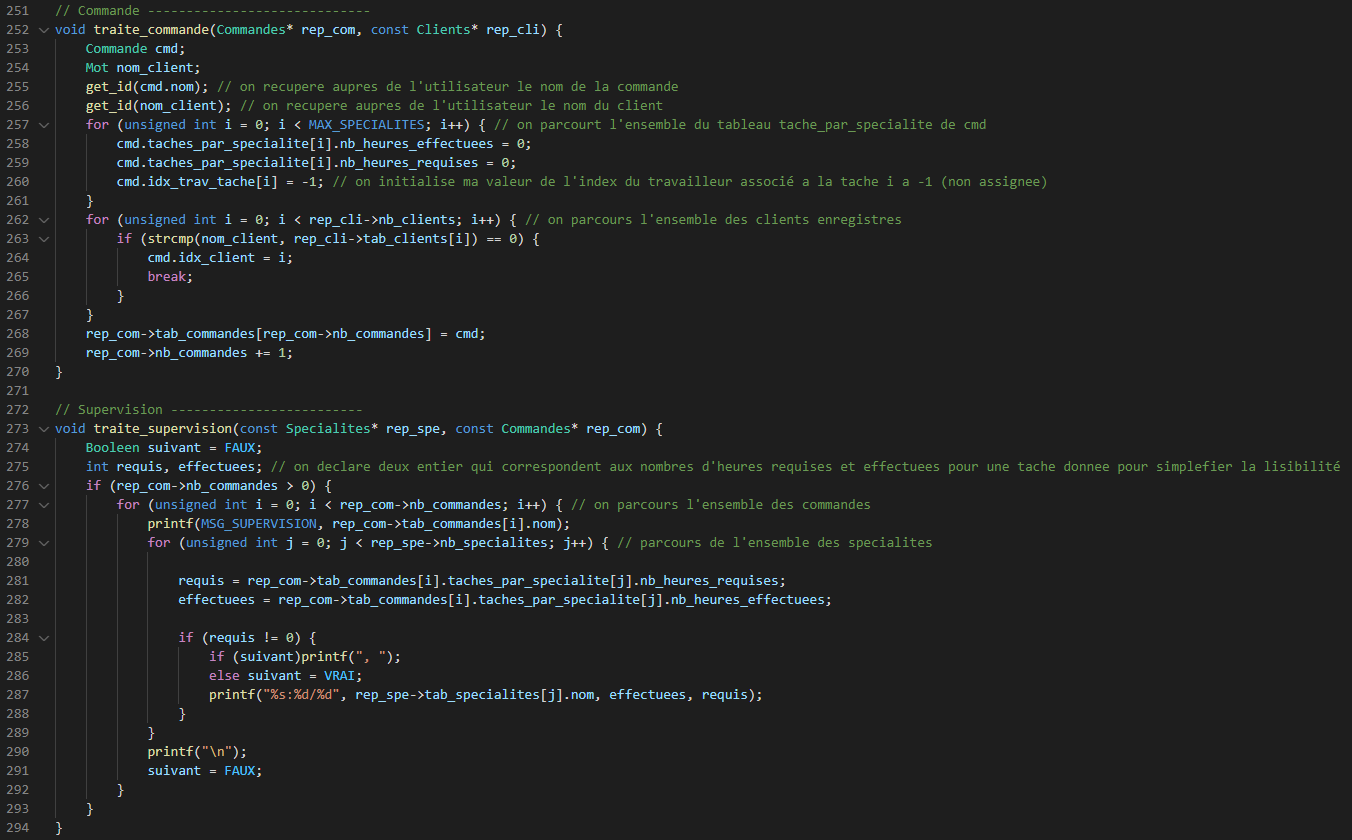 251 // Commande -----------------------------
252 void traite_commande(Commandes* rep_com, const Clients* rep_cli) {
253 Commande cmd;
254 Mot nom_client;
255 get_id(cmd.nom); // on recupere aupres de l'utilisateur le nom de la commande
256 get_id(nom_client); // on recupere aupres de l'utilisateur le nom du client
257 for (unsigned int i = 0; i < MAX_SPECIALITES; i++) { // on parcourt l'ensemble du tableau tache_par_specialite de cmd
258 cmd.taches_par_specialite[i].nb_heures_effectuees = 0;
259 cmd.taches_par_specialite[i].nb_heures_requises = 0;
260 cmd.idx_trav_tache[i] = -1; // on initialise ma valeur de l'index du travailleur associé a la tache i a -1 (non assignee)
261 }
262 for (unsigned int i = 0; i < rep_cli->nb_clients; i++) { // on parcours l'ensemble des clients enregistres
263 if (strcmp(nom_client, rep_cli->tab_clients[i]) == 0) {
264 cmd.idx_client = i;
265 break;
266 }
267 }
268 rep_com->tab_commandes[rep_com->nb_commandes] = cmd;
269 rep_com->nb_commandes += 1;
270 }
271
272 // Supervision -------------------------
273 void traite_supervision(const Specialites* rep_spe, const Commandes* rep_com) {
274 Booleen suivant = FAUX;
275 int requis, effectuees; // on declare deux entier qui correspondent aux nombres d'heures requises et effectuees pour une tache donnee pour simplefier la lisibilité
276 if (rep_com->nb_commandes > 0) {
277 for (unsigned int i = 0; i < rep_com->nb_commandes; i++) { // on parcours l'ensemble des commandes
278 printf(MSG_SUPERVISION, rep_com->tab_commandes[i].nom);
279 for (unsigned int j = 0; j < rep_spe->nb_specialites; j++) { // parcours de l'ensemble des specialites
280
281 requis = rep_com->tab_commandes[i].taches_par_specialite[j].nb_heures_requises;
282 effectuees = rep_com->tab_commandes[i].taches_par_specialite[j].nb_heures_effectuees;
283
284 if (requis != 0) {
285 if (suivant)printf(", ");
286 else suivant = VRAI;
287 printf("%s:%d/%d", rep_spe->tab_specialites[j].nom, effectuees, requis);
288 }
289 }
290 printf("\n");
291 suivant = FAUX;
292 }
293 }
294 }